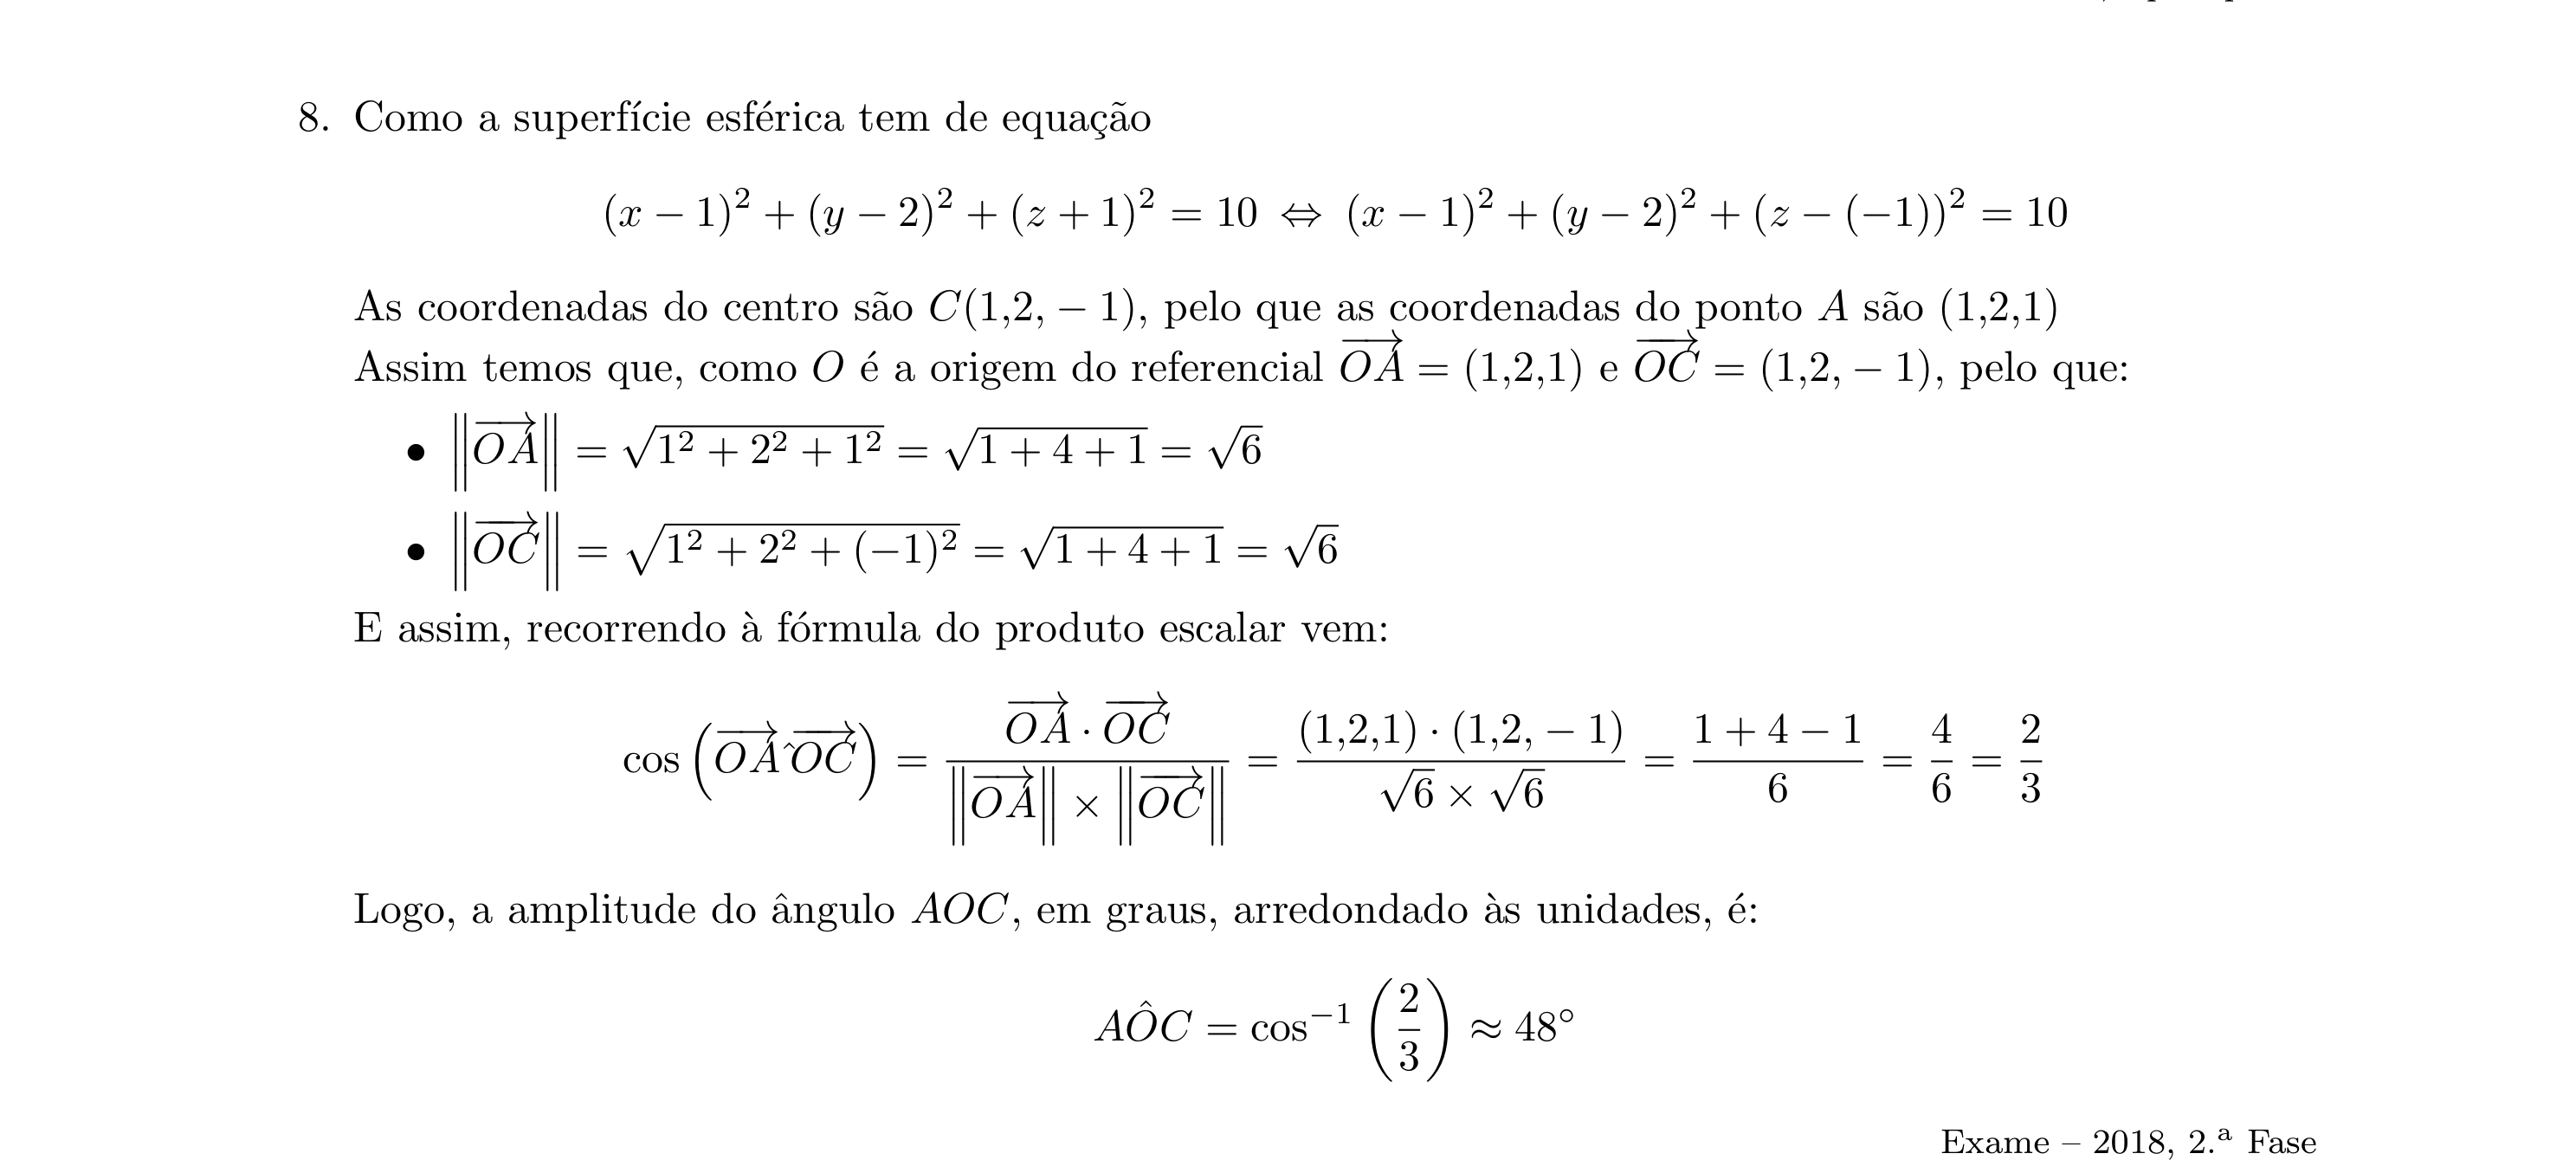 8. Como a superfície esférica tem de equação
(x − 1)² + (y − 2)² + (z + 1)² = 10 ⇔ (x − 1)² + (y − 2)² + (z − (−1))² = 10
As coordenadas do centro são C(1,2, − 1), pelo que as coordenadas do ponto A são (1,2,1)
Assim temos que, como O é a origem do referencial \overrightarrow{OA} = (1,2,1) e \overrightarrow{OC} = (1,2, − 1), pelo que:
• \left\|\overrightarrow{OA}\right\| = \sqrt{1^2 + 2^2 + 1^2} = \sqrt{1 + 4 + 1} = \sqrt{6}
• \left\|\overrightarrow{OC}\right\| = \sqrt{1^2 + 2^2 + (−1)^2} = \sqrt{1 + 4 + 1} = \sqrt{6}
E assim, recorrendo à fórmula do produto escalar vem:
\cos\left(\overrightarrow{OA}\hat{\ }\overrightarrow{OC}\right) = \frac{\overrightarrow{OA} \cdot \overrightarrow{OC}}{\left\|\overrightarrow{OA}\right\| \times \left\|\overrightarrow{OC}\right\|} = \frac{(1,2,1) \cdot (1,2, − 1)}{\sqrt{6} \times \sqrt{6}} = \frac{1 + 4 − 1}{6} = \frac{4}{6} = \frac{2}{3}
Logo, a amplitude do ângulo AOC, em graus, arredondado às unidades, é:
A\hat{O}C = \cos^{−1}\left(\frac{2}{3}\right) ≈ 48°
Exame – 2018, 2.ª Fase